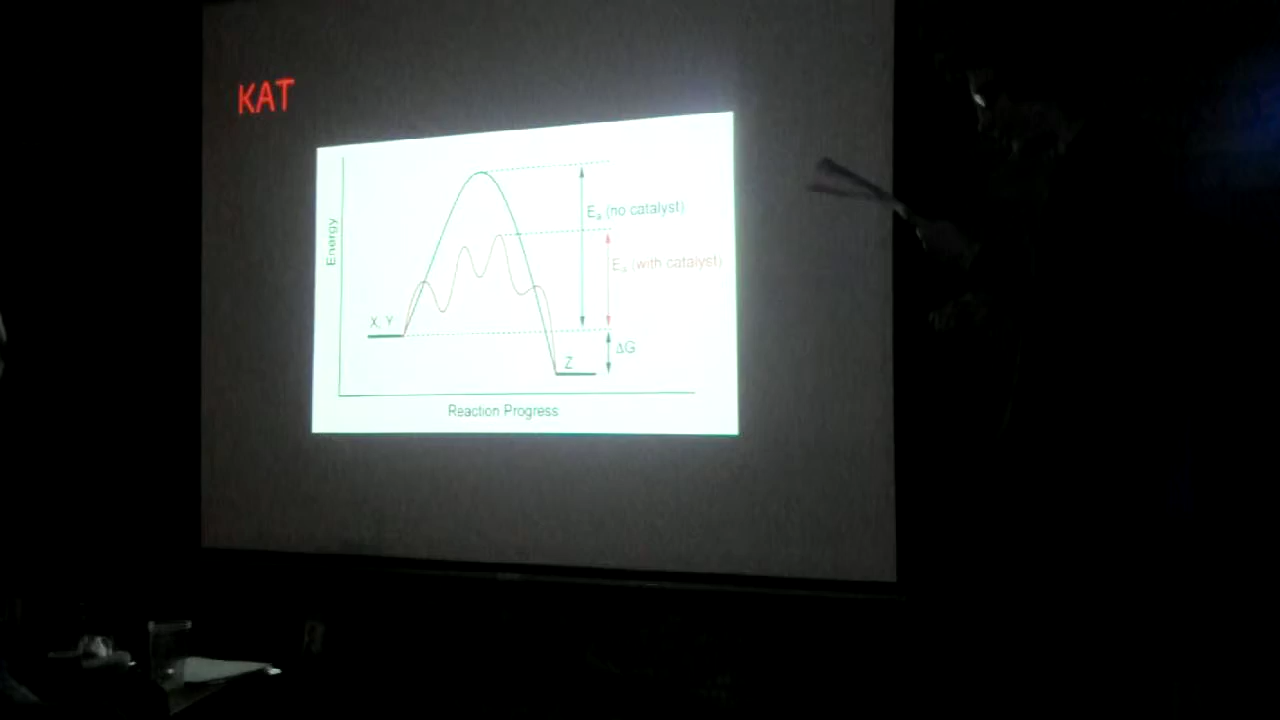 KAT
Energy
Ea (no catalyst)
Ea (with catalyst)
X, Y
ΔG
Z
Reaction Progress